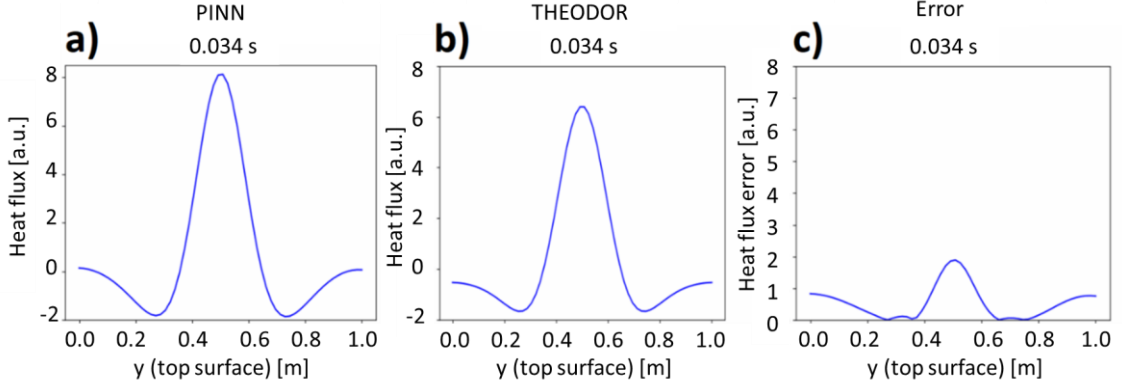 PINN
a)
0.034 s
Heat flux [a.u.]
8
6
4
2
0
-2
0.0 0.2 0.4 0.6 0.8 1.0
y (top surface) [m]
THEODOR
b)
0.034 s
Heat flux [a.u.]
8
6
4
2
0
-2
0.0 0.2 0.4 0.6 0.8 1.0
y (top surface) [m]
Error
c)
0.034 s
Heat flux error [a.u.]
8
7
6
5
4
3
2
1
0
0.0 0.2 0.4 0.6 0.8 1.0
y (top surface) [m]